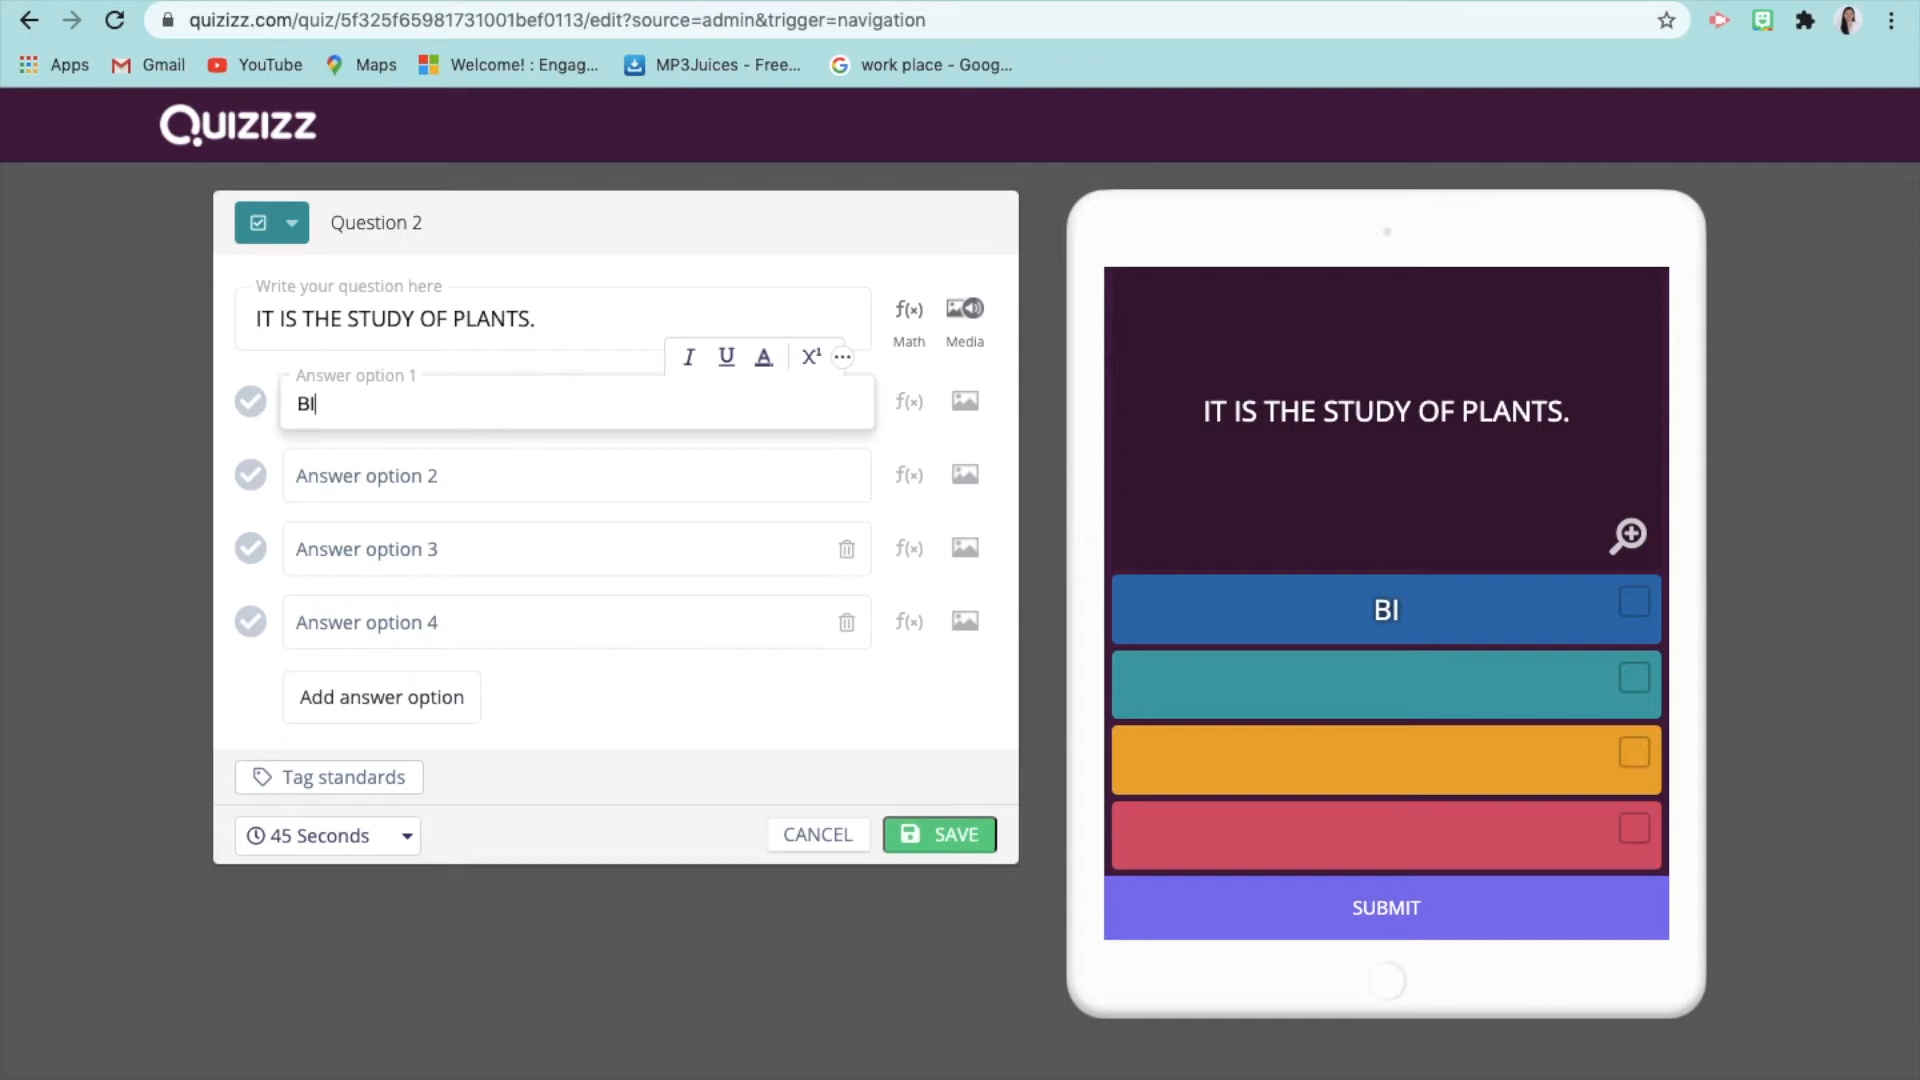 quizizz.com/quiz/5f325f65981731001bef0113/edit?source=admin&trigger=navigation
Apps Gmail YouTube Maps Welcome! : Engag... MP3Juices - Free... work place - Goog...
Quizizz
Question 2
Write your question here
IT IS THE STUDY OF PLANTS.
f(x)
Math Media
I U A X¹ ...
Answer option 1
BI
f(x)
Answer option 2
f(x)
Answer option 3
f(x)
Answer option 4
f(x)
Add answer option
Tag standards
45 Seconds
CANCEL SAVE
IT IS THE STUDY OF PLANTS.
BI
SUBMIT